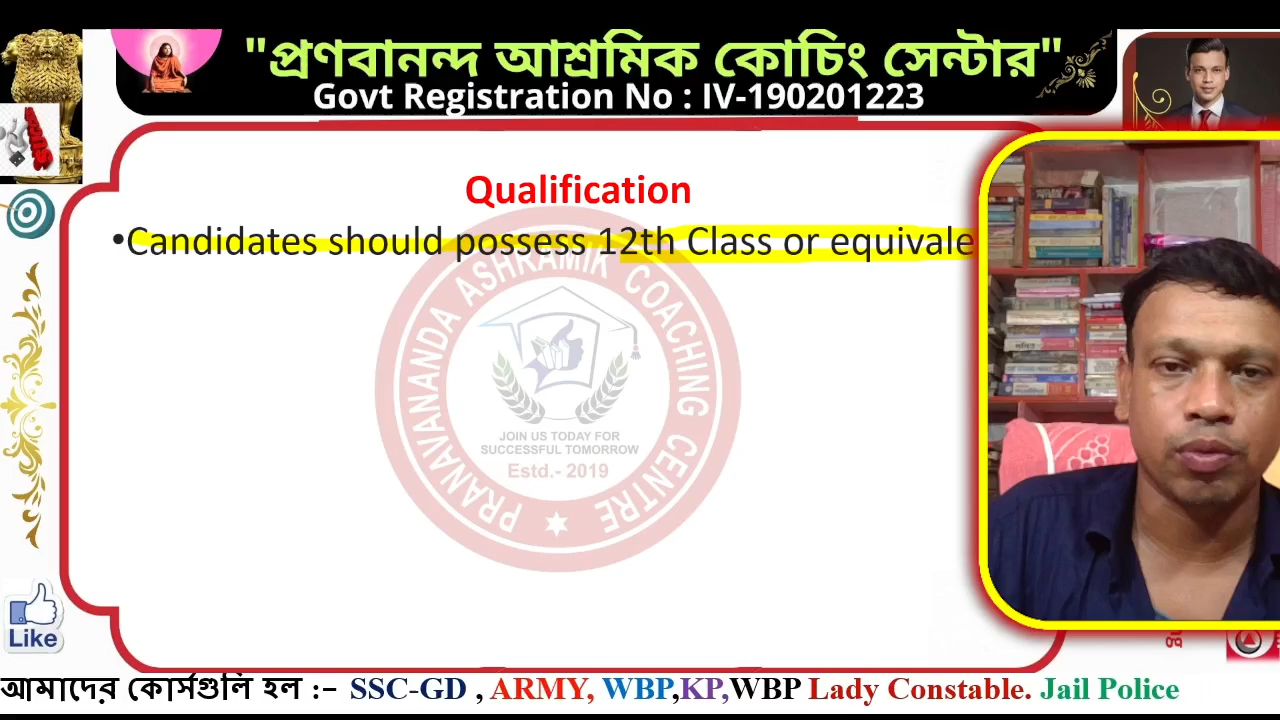 "প্রণবানন্দ আশ্রমিক কোচিং সেন্টার"
Govt Registration No : IV-190201223
Qualification
•Candidates should possess 12th Class or equivale
PRANAVANANDA ASHRAMIK COACHING CENTRE
JOIN US TODAY FOR
SUCCESSFUL TOMORROW
Estd.- 2019
Like
আমাদের কোর্সগুলি হল :– SSC-GD , ARMY, WBP,KP,WBP Lady Constable. Jail Police